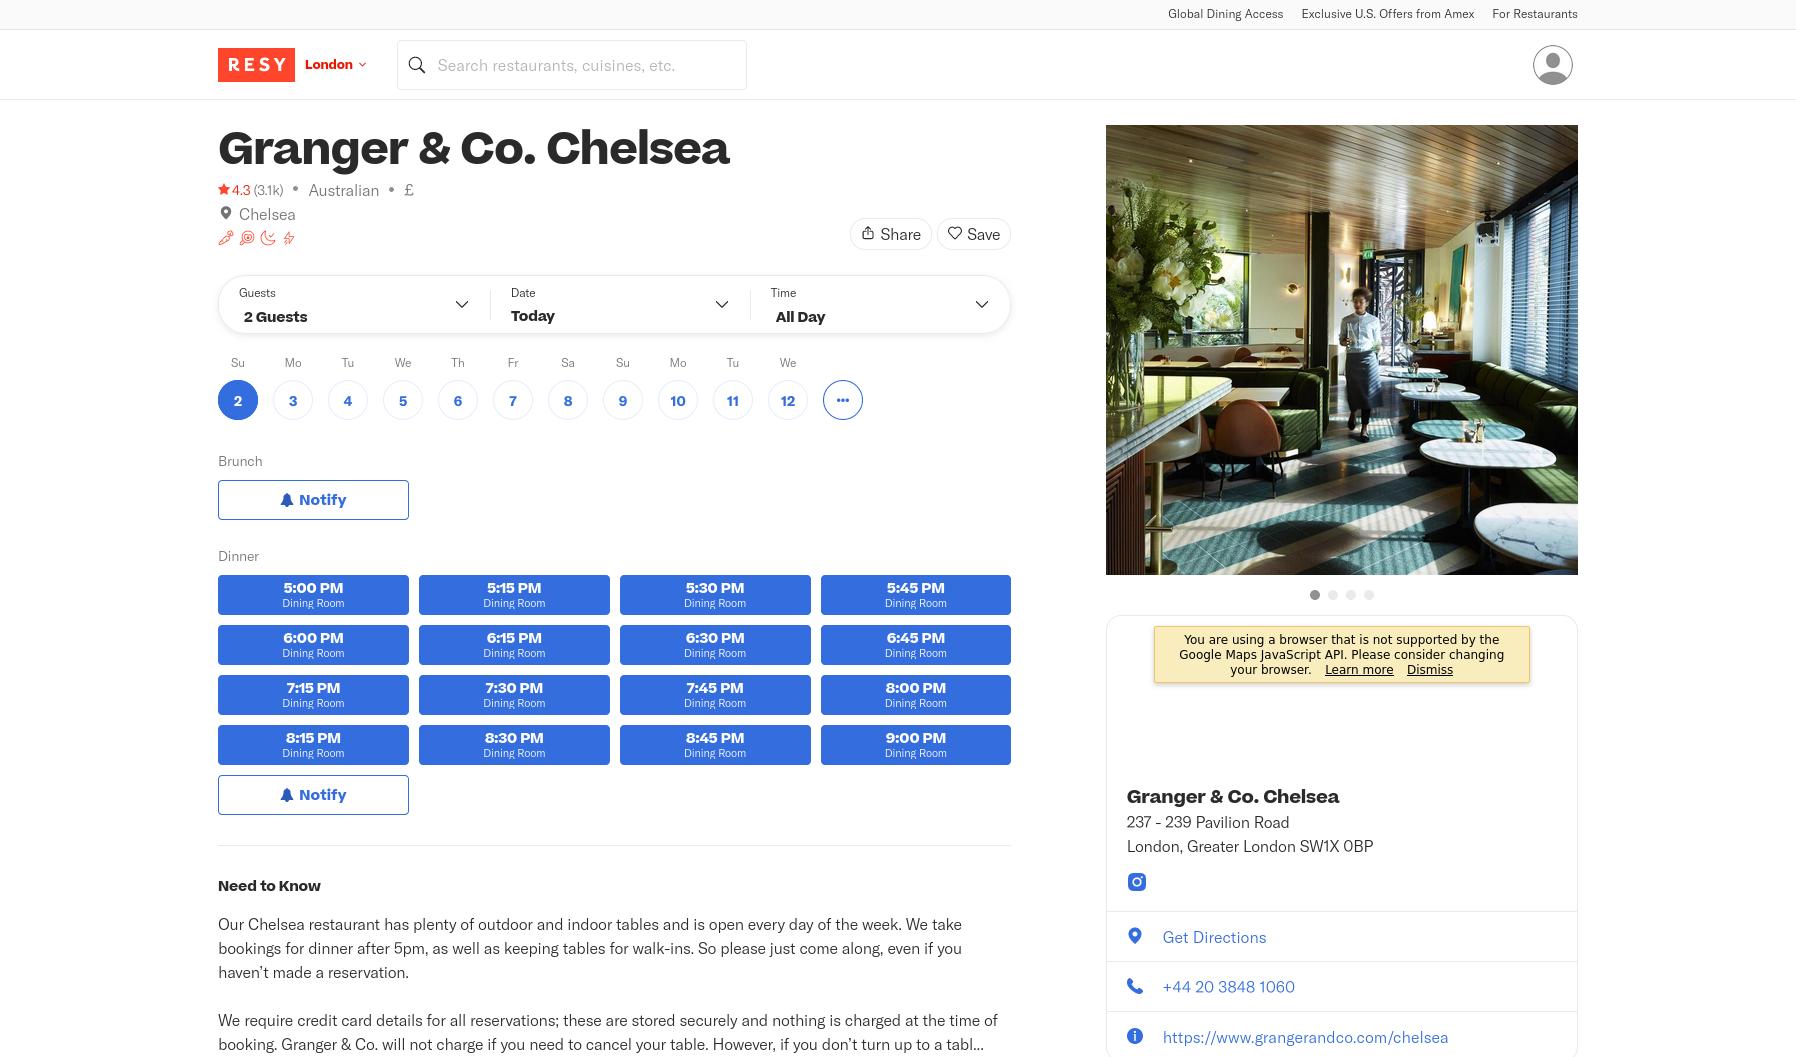 Global Dining Access Exclusive U.S. Offers from Amex For Restaurants
RESY London Search restaurants, cuisines, etc.
Granger & Co. Chelsea
4.3 (3.1k) • Australian • £
Chelsea
Share Save
Guests Date Time
2 Guests Today All Day
Su Mo Tu We Th Fr Sa Su Mo Tu We
2 3 4 5 6 7 8 9 10 11 12 •••
Brunch
Notify
Dinner
5:00 PM 5:15 PM 5:30 PM 5:45 PM
Dining Room Dining Room Dining Room Dining Room
6:00 PM 6:15 PM 6:30 PM 6:45 PM
Dining Room Dining Room Dining Room Dining Room
7:15 PM 7:30 PM 7:45 PM 8:00 PM
Dining Room Dining Room Dining Room Dining Room
8:15 PM 8:30 PM 8:45 PM 9:00 PM
Dining Room Dining Room Dining Room Dining Room
Notify
Need to Know
Our Chelsea restaurant has plenty of outdoor and indoor tables and is open every day of the week. We take
bookings for dinner after 5pm, as well as keeping tables for walk-ins. So please just come along, even if you
haven’t made a reservation.
We require credit card details for all reservations; these are stored securely and nothing is charged at the time of
booking. Granger & Co. will not charge if you need to cancel your table. However, if you don’t turn up to a tabl...
You are using a browser that is not supported by the
Google Maps JavaScript API. Please consider changing
your browser. Learn more Dismiss
Granger & Co. Chelsea
237 - 239 Pavilion Road
London, Greater London SW1X 0BP
Get Directions
+44 20 3848 1060
https://www.grangerandco.com/chelsea